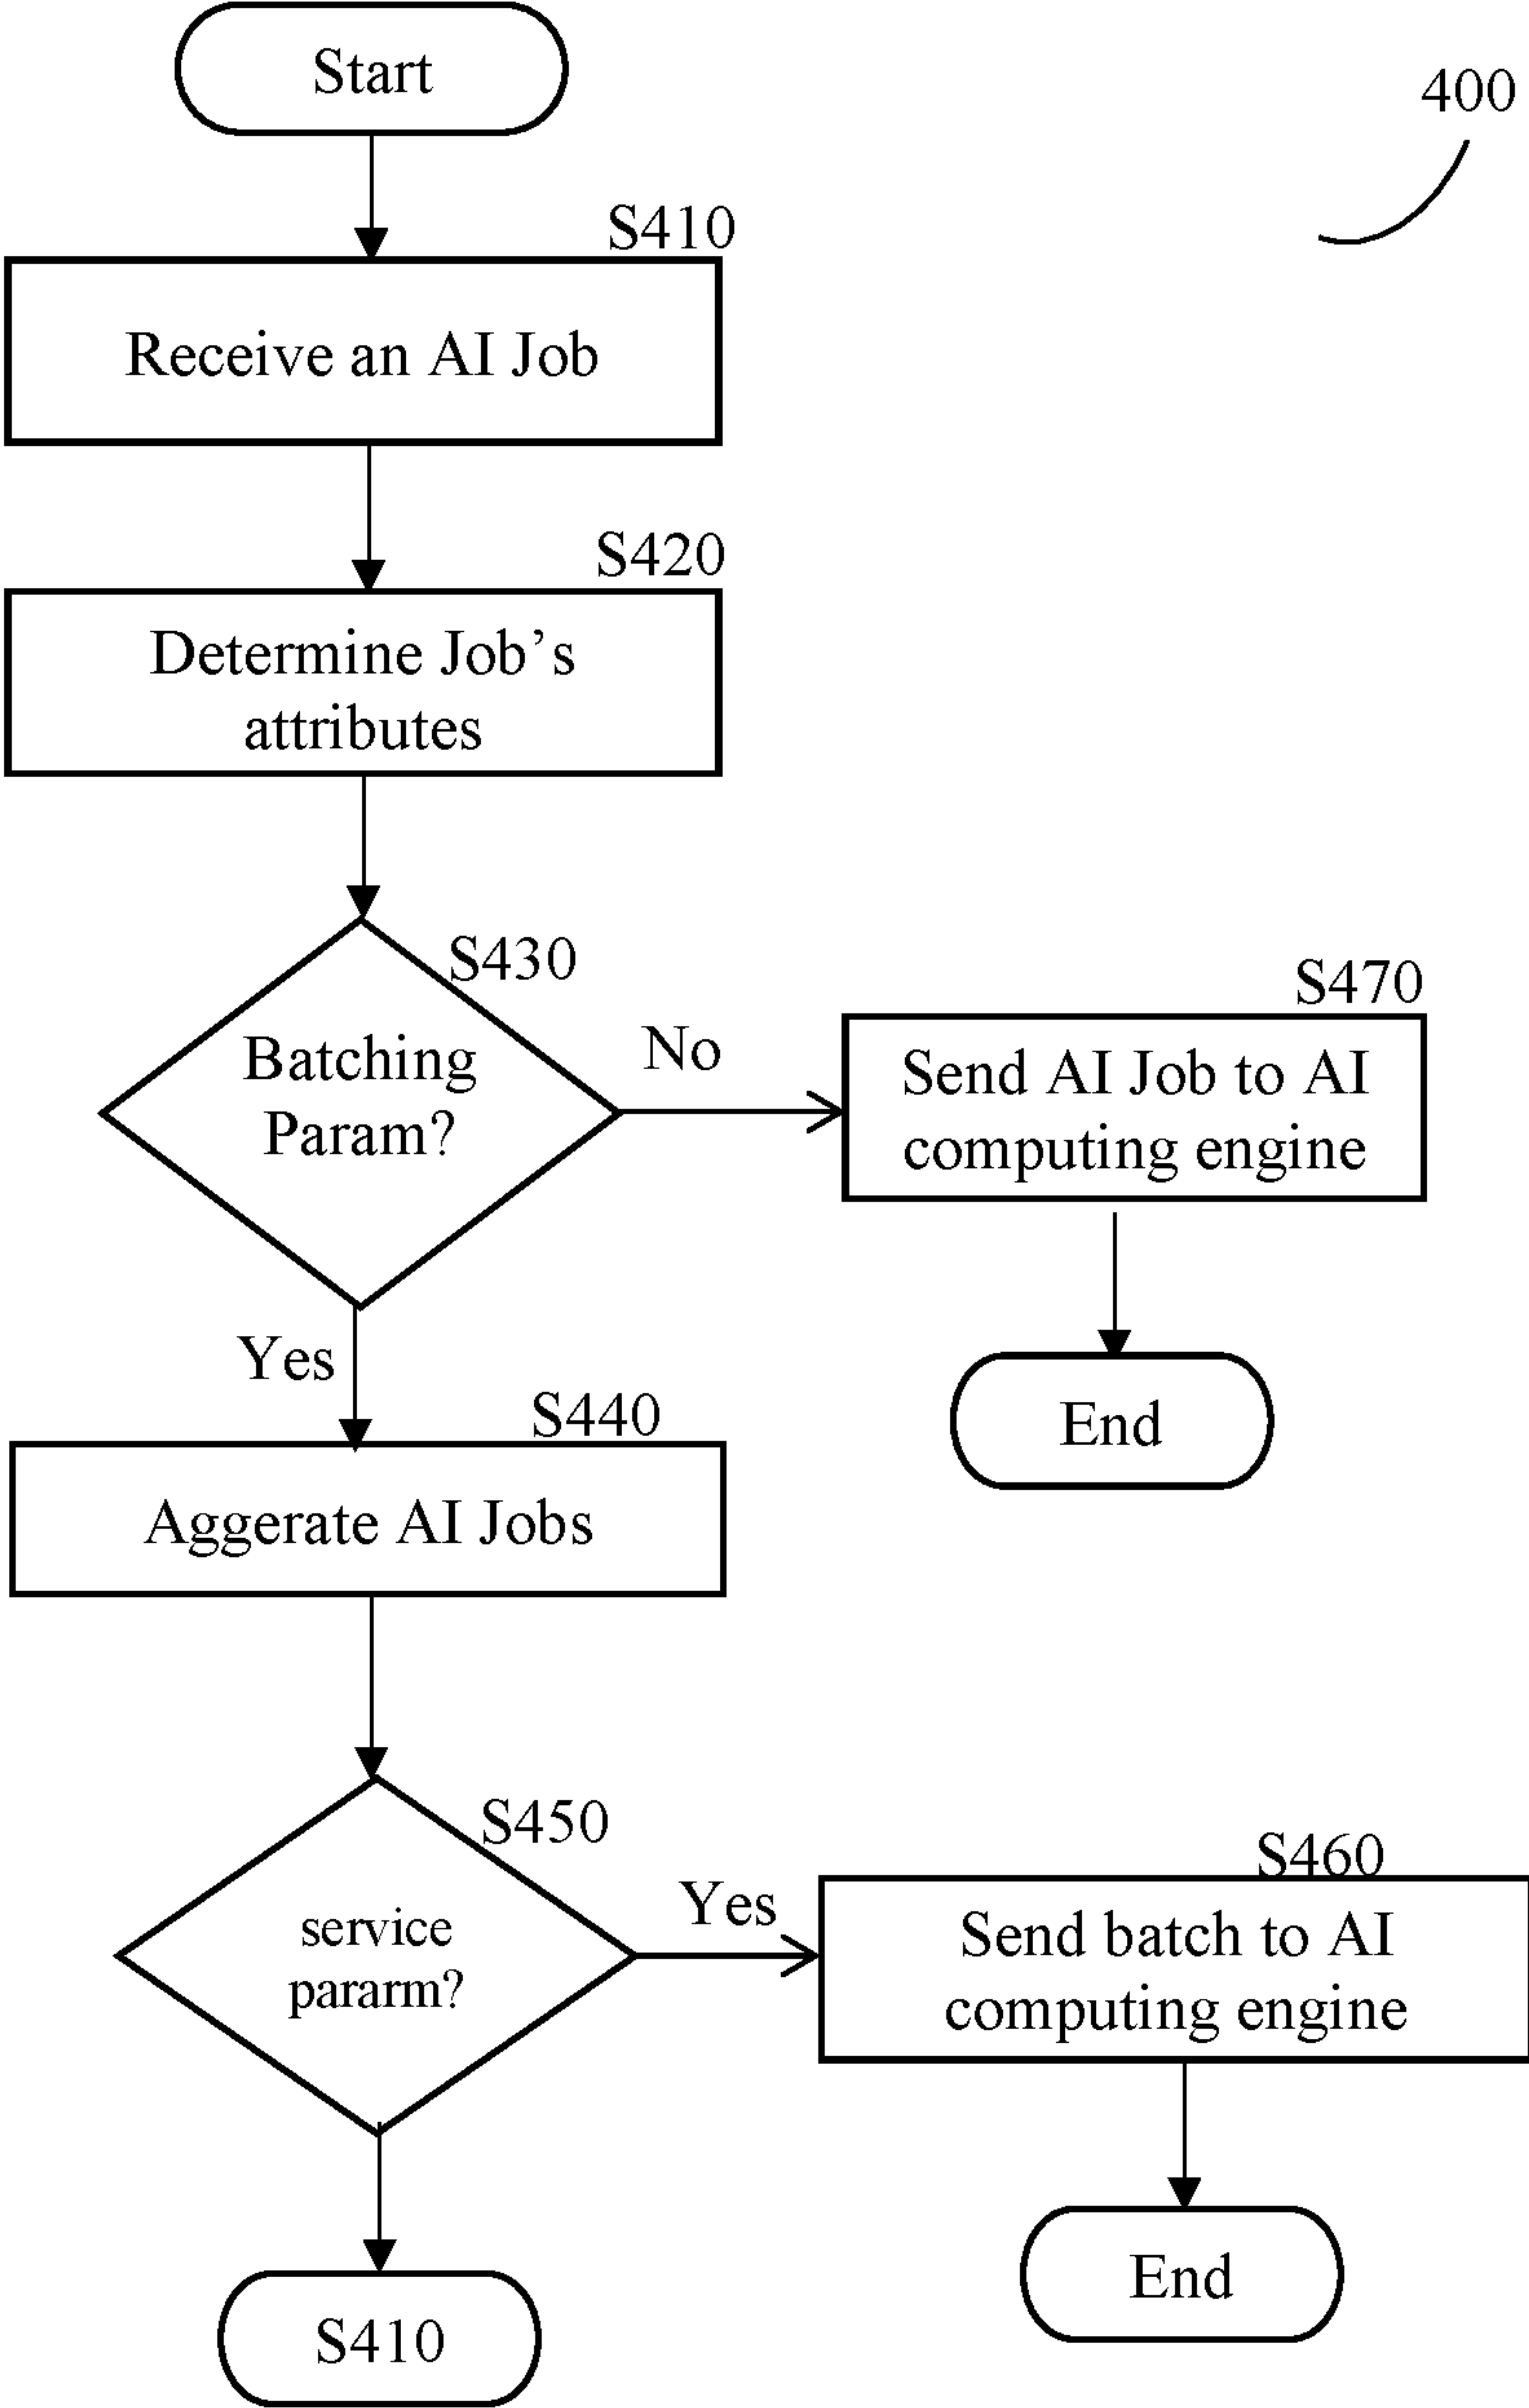 Start
400
S410
Receive an AI Job
S420
Determine Job’s
attributes
S430
Batching
Param?
No
S470
Send AI Job to AI
computing engine
End
Yes
S440
Aggerate AI Jobs
S450
service
pararm?
Yes
S460
Send batch to AI
computing engine
End
S410